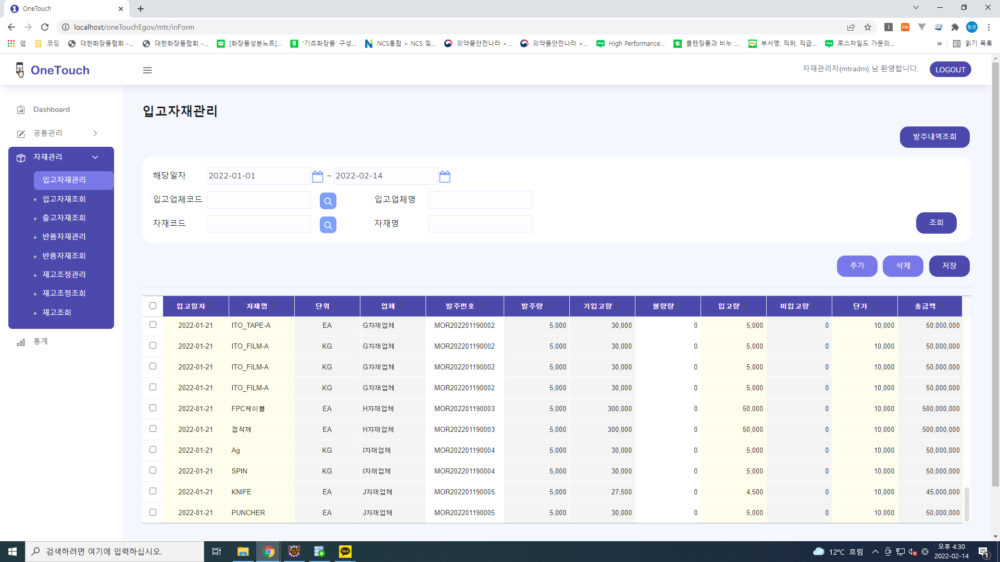 OneTouch
localhost/oneTouchEgov/mtr/inForm
동관
앱 코딩 대한화장품협회 -... 대한화장품협회 -... [화장품성분노트]... '기초화장품' 구성... NCS통합 > NCS 및... 의약품안전나라 >... 의약품안전나라 >... High Performance... 클렌징폼과 비누 :... 부서명, 직위, 직급... 로스차일드 가문의... » 읽기 목록
OneTouch
자재관리자(mtradm) 님 환영합니다.
LOGOUT
Dashboard
공통관리
자재관리
입고자재관리
입고자재조회
출고자재조회
반품자재관리
반품자재조회
재고조정관리
재고조정조회
재고조회
통계
입고자재관리
발주내역조회
해당일자 2022-01-01 ~ 2022-02-14
입고업체코드 입고업체명
자재코드 자재명
조회
추가 삭제 저장
입고일자 자재명 단위 업체 발주번호 발주량 기입고량 불량량 입고량 미입고량 단가 총금액
2022-01-21 ITO_TAPE-A EA G자재업체 MOR202201190002 5,000 30,000 0 5,000 0 10,000 50,000,000
2022-01-21 ITO_FILM-A KG G자재업체 MOR202201190002 5,000 30,000 0 5,000 0 10,000 50,000,000
2022-01-21 ITO_FILM-A KG G자재업체 MOR202201190002 5,000 30,000 0 5,000 0 10,000 50,000,000
2022-01-21 ITO_FILM-A KG G자재업체 MOR202201190002 5,000 30,000 0 5,000 0 10,000 50,000,000
2022-01-21 FPC케이블 EA H자재업체 MOR202201190003 5,000 300,000 0 50,000 0 10,000 500,000,000
2022-01-21 접착제 EA H자재업체 MOR202201190003 5,000 300,000 0 50,000 0 10,000 500,000,000
2022-01-21 Ag KG I자재업체 MOR202201190004 5,000 30,000 0 5,000 0 10,000 50,000,000
2022-01-21 SPIN KG I자재업체 MOR202201190004 5,000 30,000 0 5,000 0 10,000 50,000,000
2022-01-21 KNIFE EA J자재업체 MOR202201190005 5,000 27,500 0 4,500 0 10,000 45,000,000
2022-01-21 PUNCHER EA J자재업체 MOR202201190005 5,000 30,000 0 5,000 0 10,000 50,000,000
검색하려면 여기에 입력하십시오.
TALK
12°C 흐림
오후 4:30
2022-02-14
1